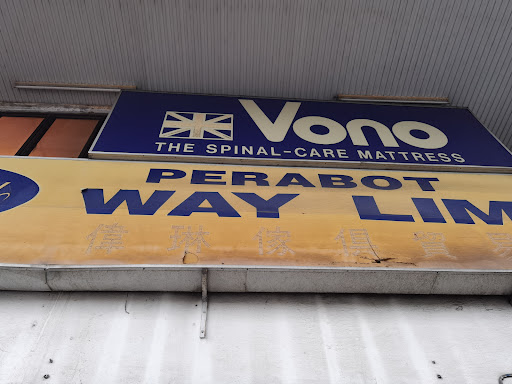 Vono
THE SPINAL-CARE MATTRESS
PERABOT
WAY LIM